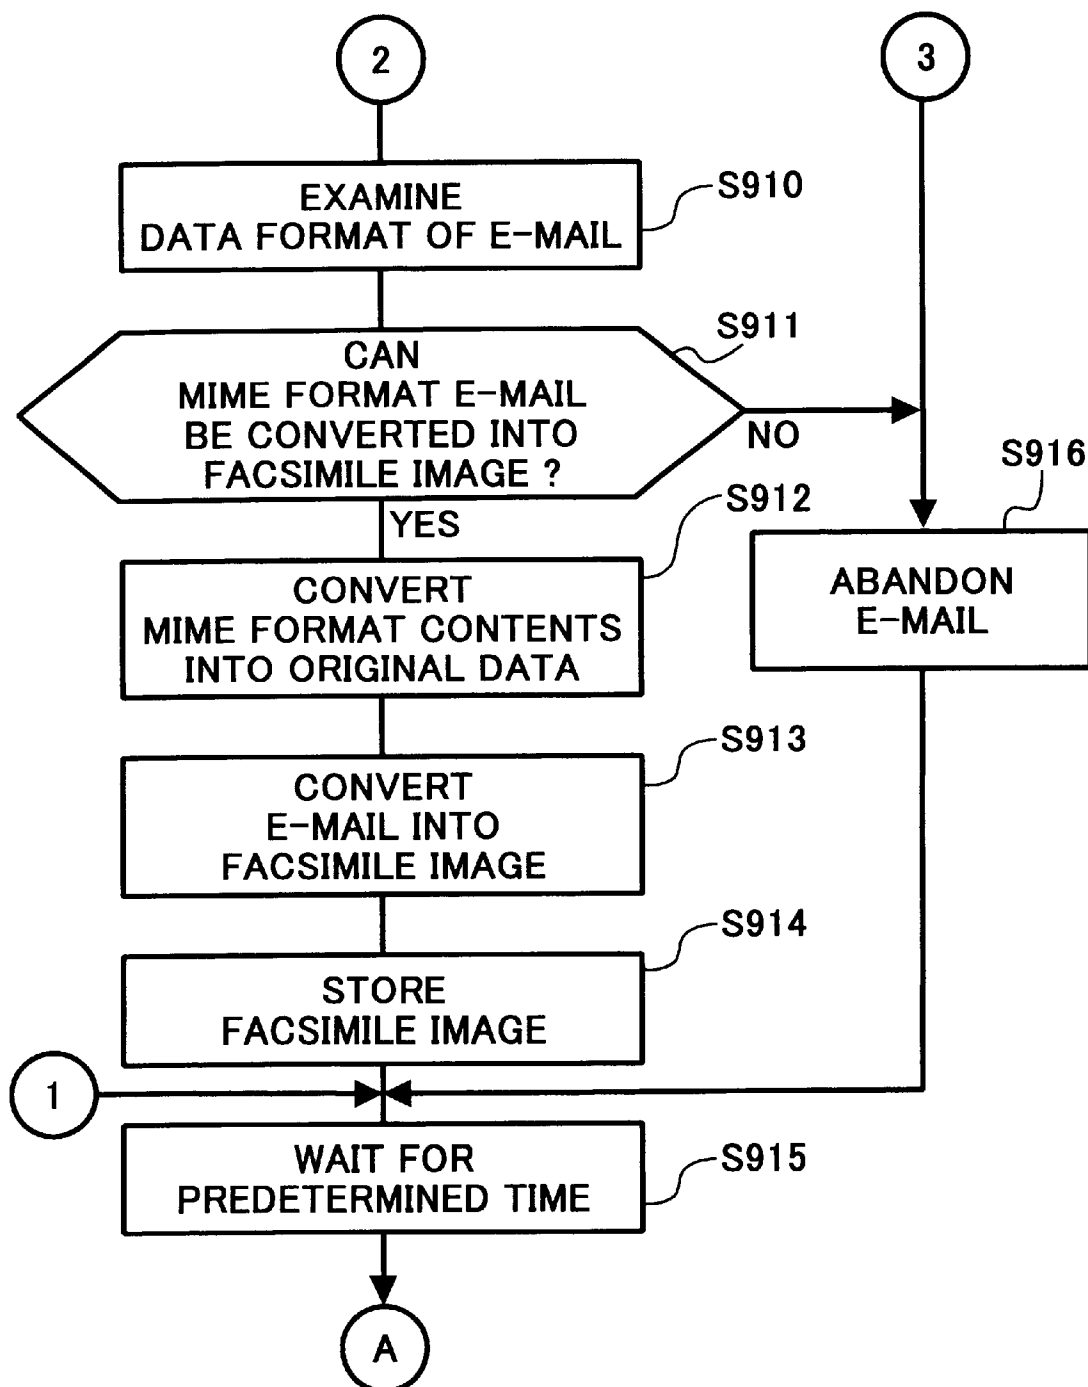 2
3
EXAMINE
DATA FORMAT OF E-MAIL
S910
CAN
MIME FORMAT E-MAIL
BE CONVERTED INTO
FACSIMILE IMAGE ?
S911
NO
YES
S912
CONVERT
MIME FORMAT CONTENTS
INTO ORIGINAL DATA
S916
ABANDON
E-MAIL
S913
CONVERT
E-MAIL INTO
FACSIMILE IMAGE
S914
STORE
FACSIMILE IMAGE
1
WAIT FOR
PREDETERMINED TIME
S915
A